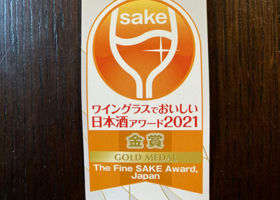 sake
ワイングラスでおいしい
日本酒アワード2021
金賞
GOLD MEDAL
The Fine SAKE Award,
Japan